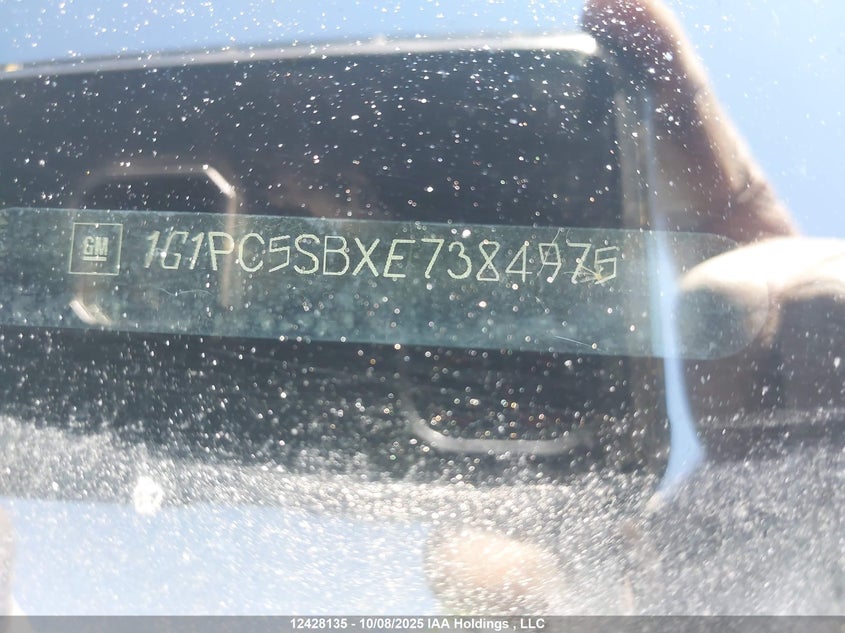 GM 1G1PC5SBXE7384975
12428135 - 10/08/2025 IAA Holdings , LLC